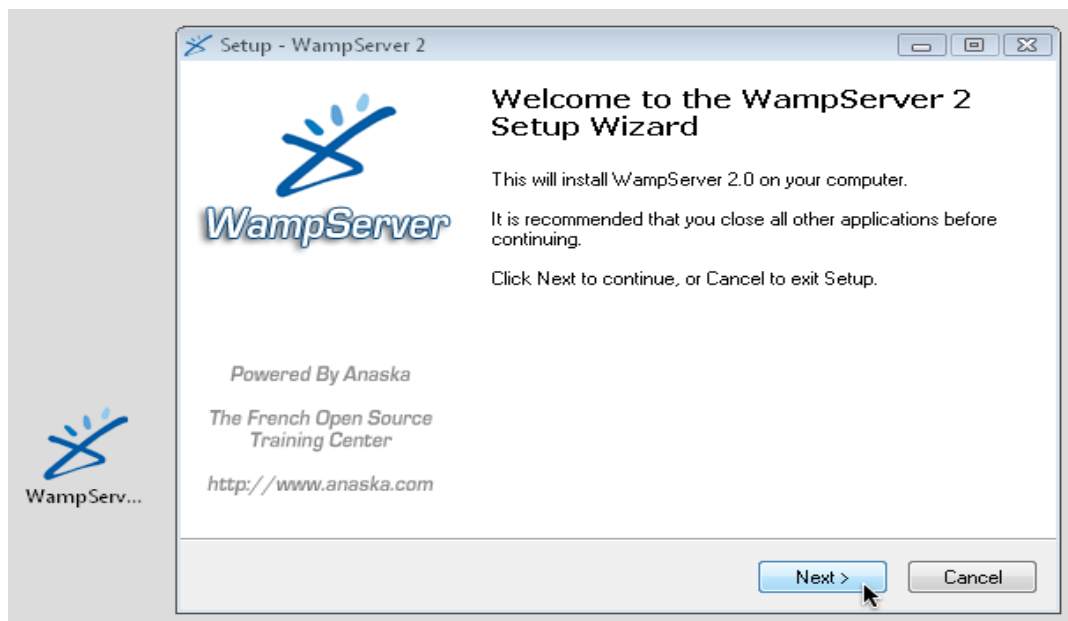 Setup - WampServer 2
Welcome to the WampServer 2
Setup Wizard
This will install WampServer 2.0 on your computer.
It is recommended that you close all other applications before
continuing.
Click Next to continue, or Cancel to exit Setup.
WampServer
Powered By Anaska
The French Open Source
Training Center
http://www.anaska.com
WampServ...
Next >
Cancel